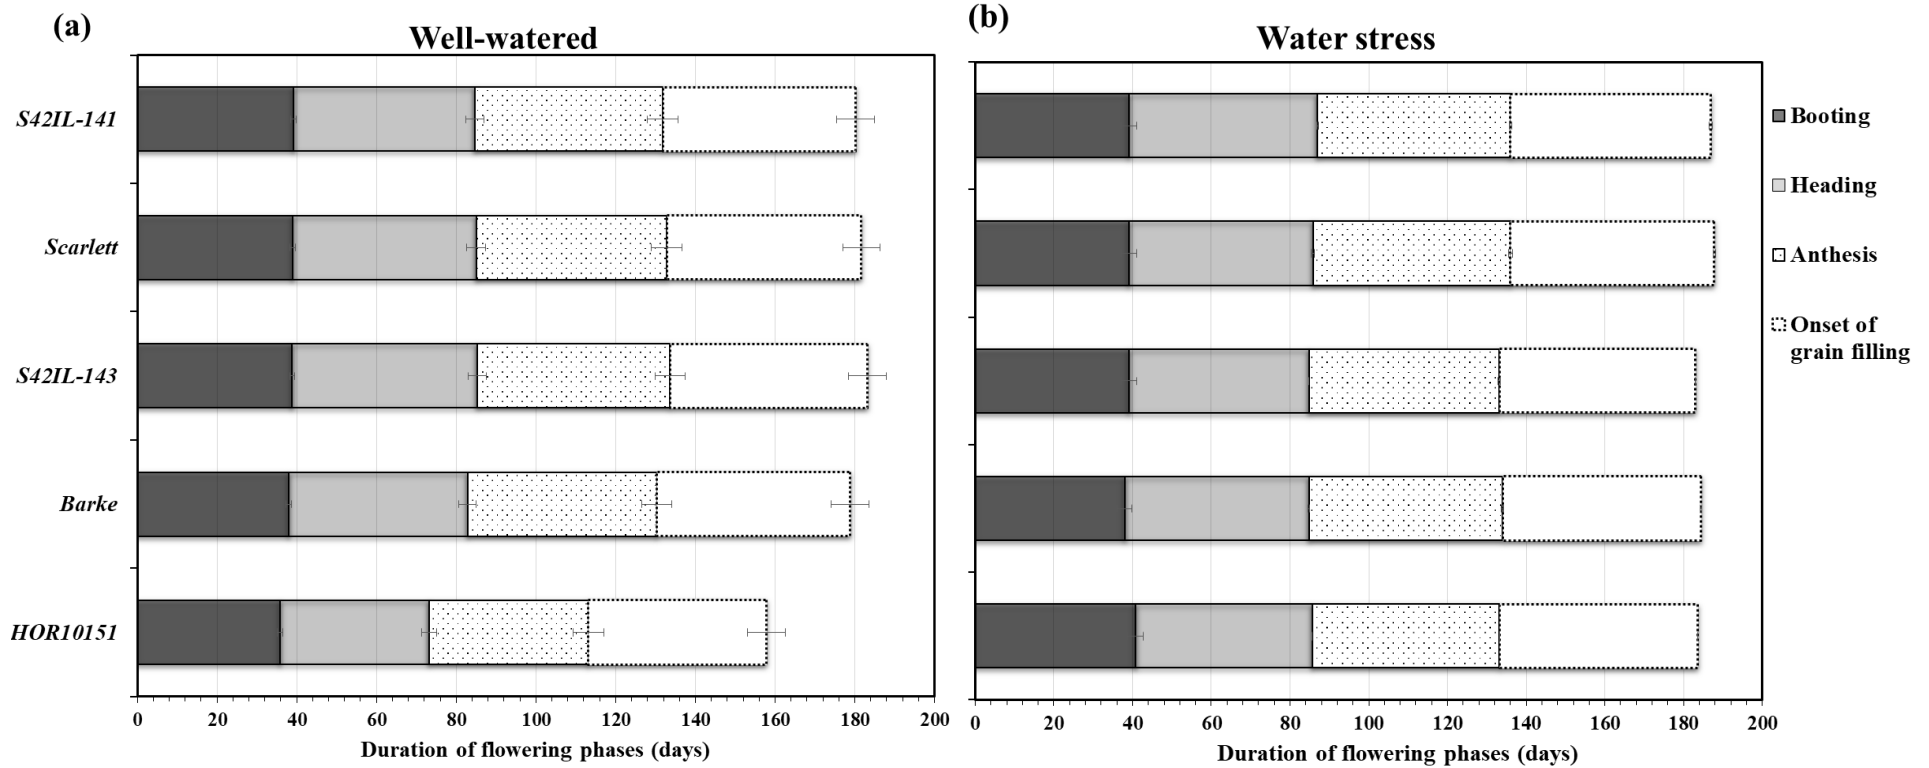 (a)
Well-watered
S42IL-141
Scarlett
S42IL-143
Barke
HOR10151
0 20 40 60 80 100 120 140 160 180 200
Duration of flowering phases (days)
(b)
Water stress
0 20 40 60 80 100 120 140 160 180 200
Duration of flowering phases (days)
Booting
Heading
Anthesis
Onset of
grain filling